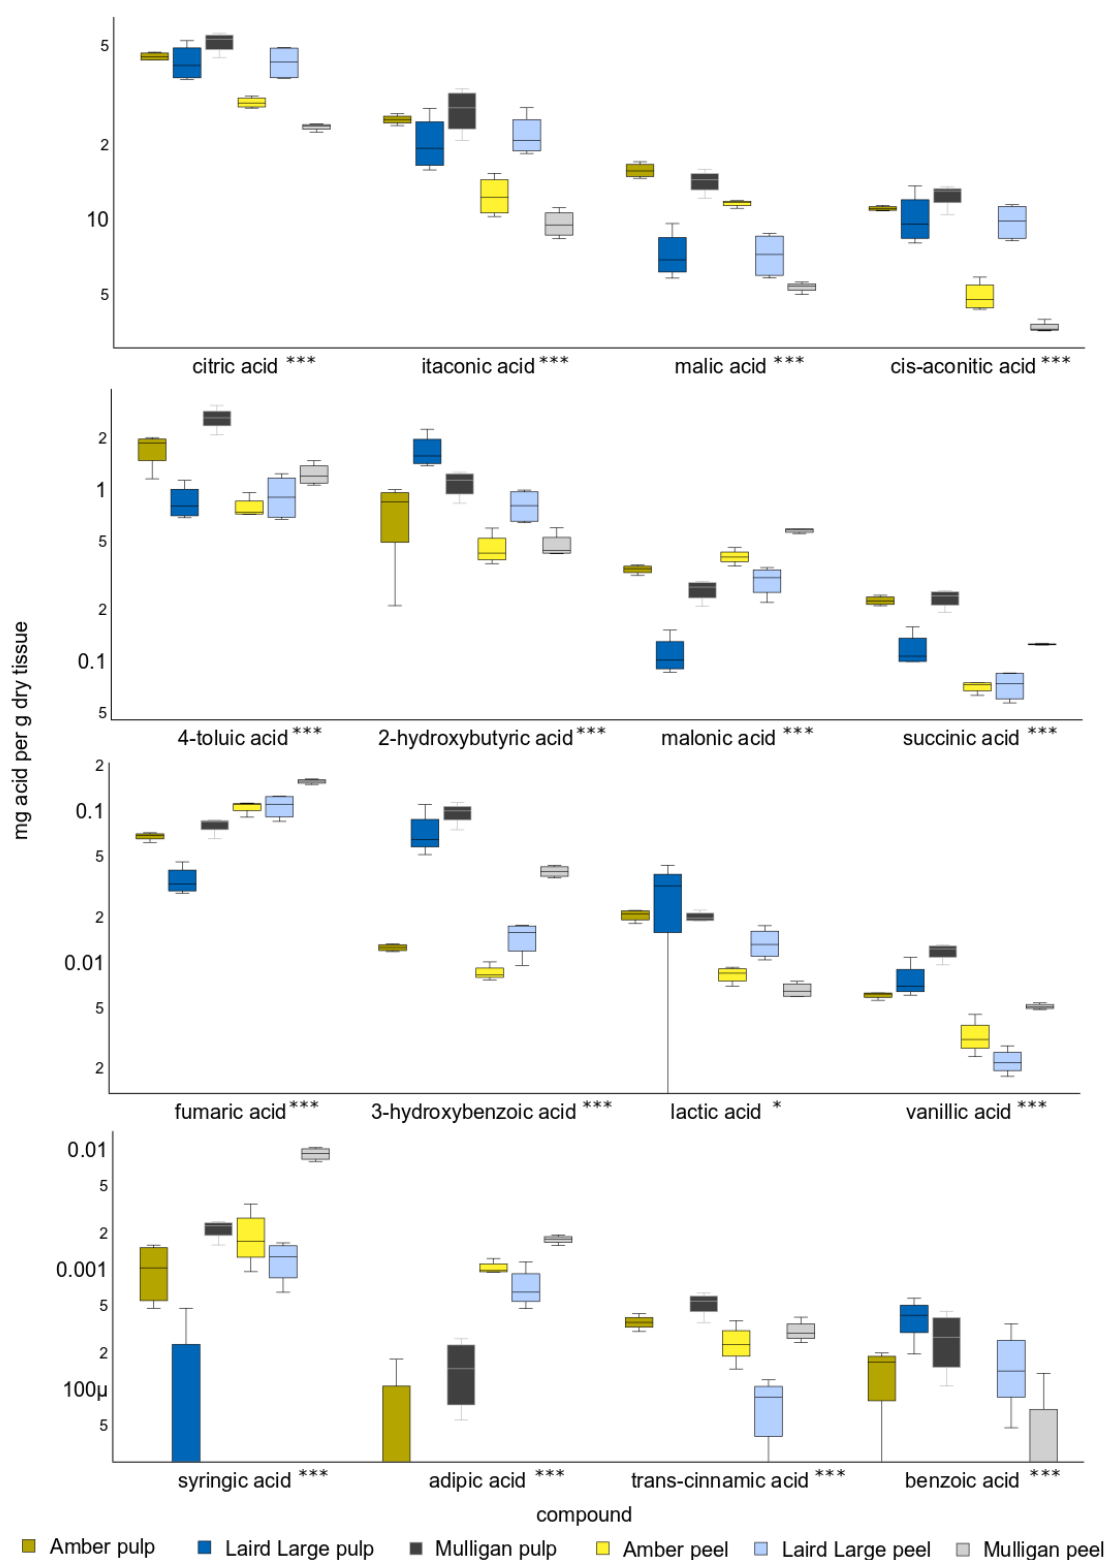 5
2
10
5
citric acid ***
itaconic acid ***
malic acid ***
cis-aconitic acid ***
2
1
5
2
0.1
5
4-toluic acid ***
2-hydroxybutyric acid ***
malonic acid ***
succinic acid ***
mg acid per g dry tissue
2
0.1
5
2
0.01
5
2
fumaric acid ***
3-hydroxybenzoic acid ***
lactic acid *
vanillic acid ***
0.01
5
2
0.001
5
2
100µ
5
syringic acid ***
adipic acid ***
trans-cinnamic acid ***
benzoic acid ***
compound
Amber pulp
Laird Large pulp
Mulligan pulp
Amber peel
Laird Large peel
Mulligan peel